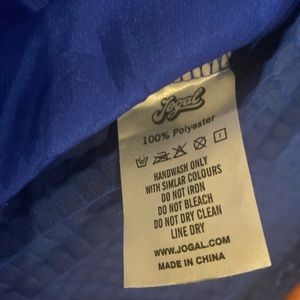 Jogal
100% Polyester
HANDWASH ONLY
WITH SIMLAR COLOURS
DO NOT IRON
DO NOT BLEACH
DO NOT DRY CLEAN
LINE DRY
WWW.JOGAL.COM
MADE IN CHINA